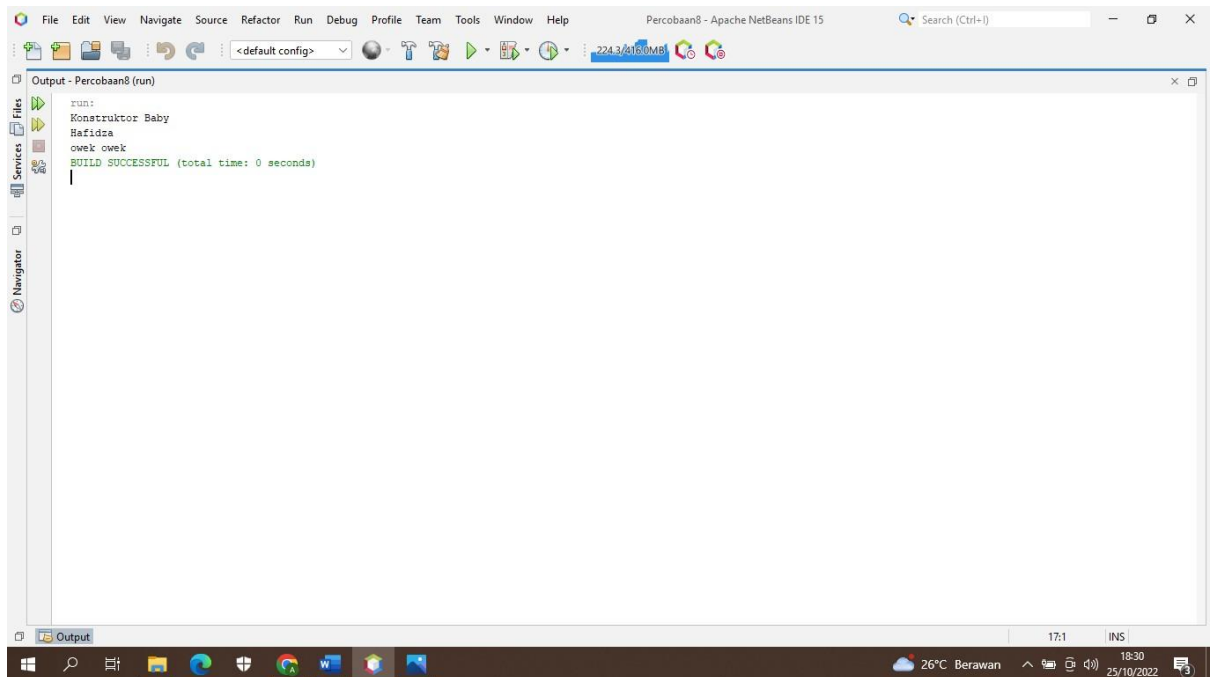 File Edit View Navigate Source Refactor Run Debug Profile Team Tools Window Help Percobaan8 - Apache NetBeans IDE 15 Search (Ctrl+I)
<default config> 224.3/416.0MB
Output - Percobaan8 (run)
Files
Services
Navigator
run:
Konstruktor Baby
Hafidza
owek owek
BUILD SUCCESSFUL (total time: 0 seconds)
Output 17:1 INS
26°C Berawan 18:30
25/10/2022 3